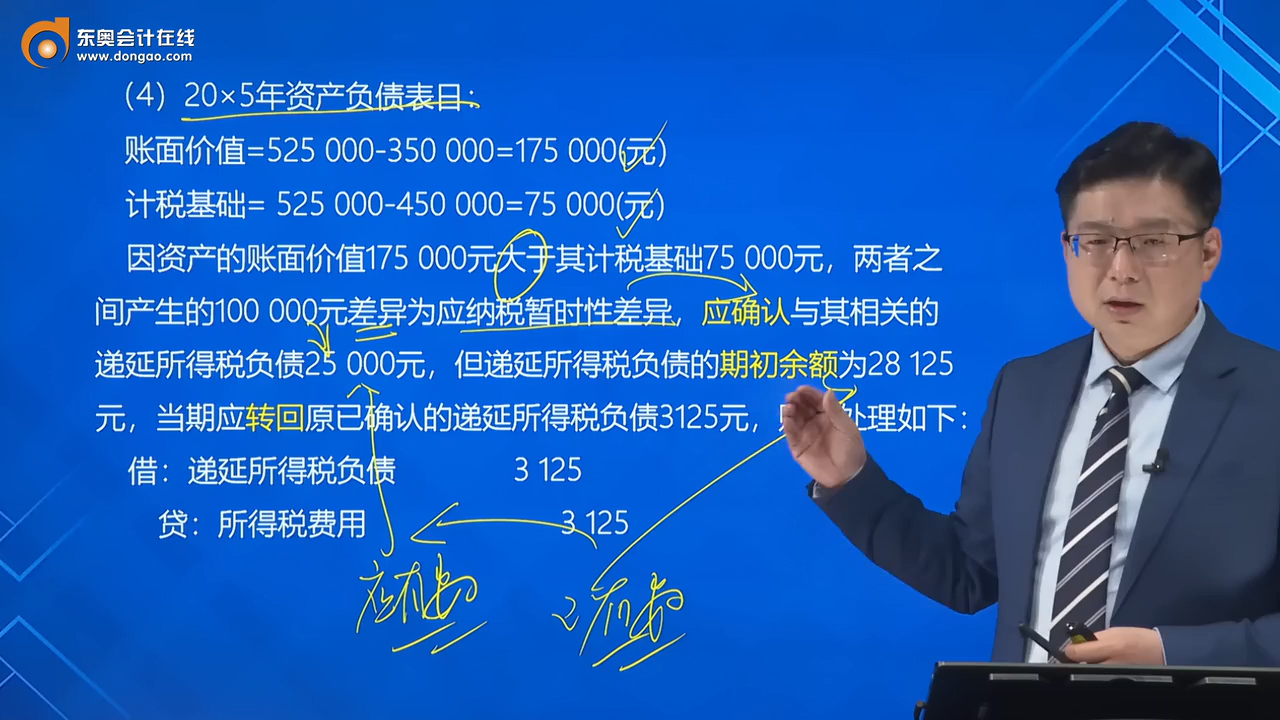 东奥会计在线
www.dongao.com
（4）20×5年资产负债表日：
账面价值=525 000-350 000=175 000(元)
计税基础= 525 000-450 000=75 000(元)
因资产的账面价值175 000元大于其计税基础75 000元，两者之
间产生的100 000元差异为应纳税暂时性差异，应确认与其相关的
递延所得税负债25 000元，但递延所得税负债的期初余额为28 125
元，当期应转回原已确认的递延所得税负债3125元，处理如下：
借：递延所得税负债 3 125
贷：所得税费用 3 125
应有数 已有数